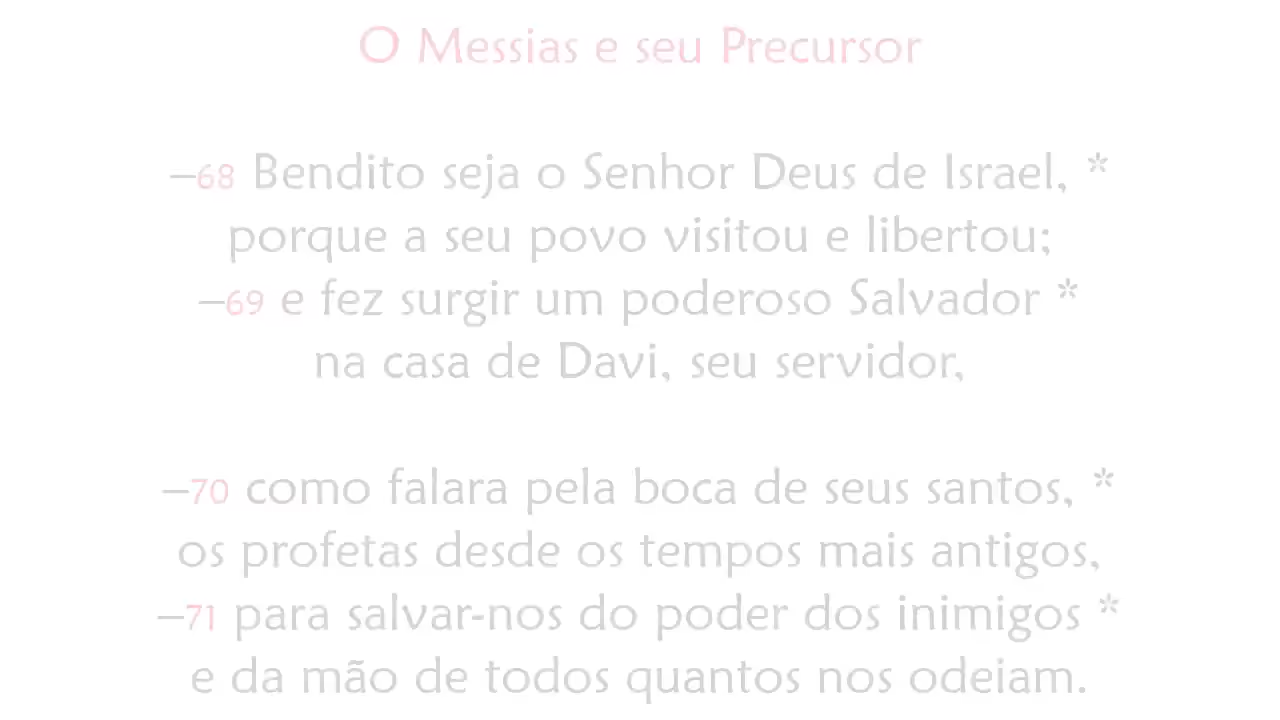 O Messias e seu Precursor
–68 Bendito seja o Senhor Deus de Israel, *
porque a seu povo visitou e libertou;
–69 e fez surgir um poderoso Salvador *
na casa de Davi, seu servidor,
–70 como falara pela boca de seus santos, *
os profetas desde os tempos mais antigos,
–71 para salvar-nos do poder dos inimigos *
e da mão de todos quantos nos odeiam.